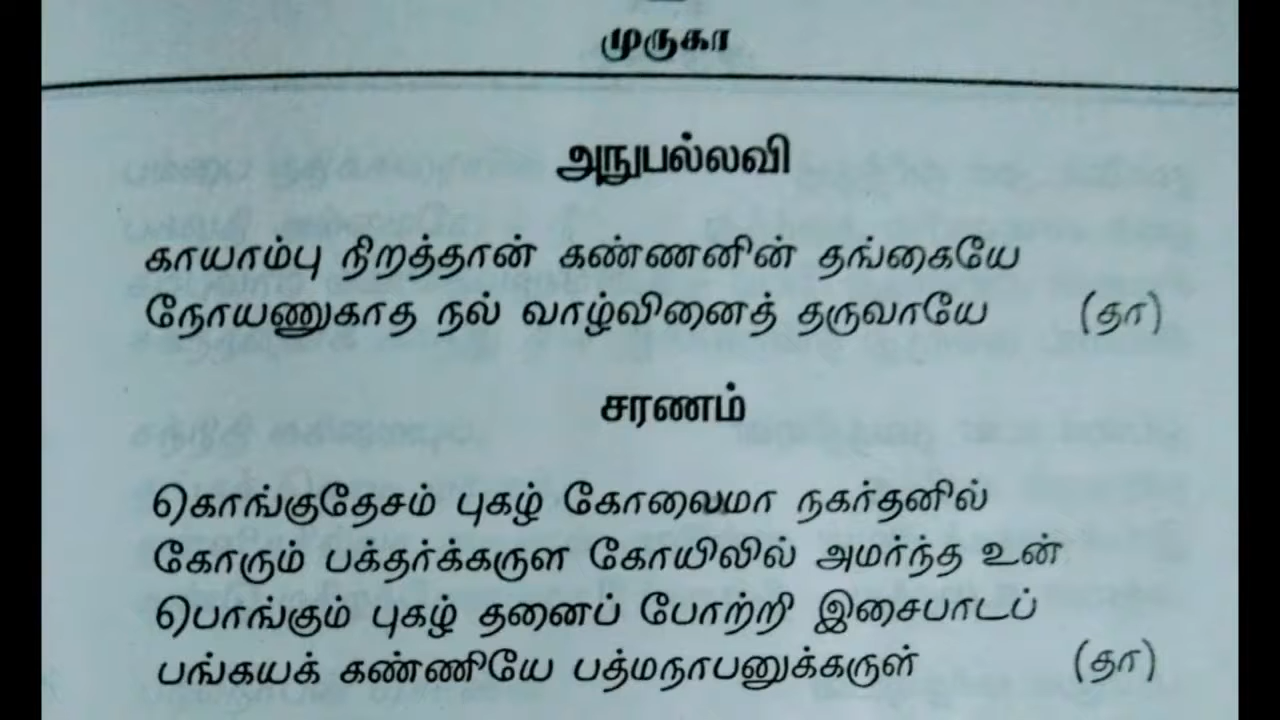 முருகா
அநுபல்லவி
காயாம்பு நிறத்தான் கண்ணனின் தங்கையே
நோயணுகாத நல் வாழ்வினைத் தருவாயே (தா)
சரணம்
கொங்குதேசம் புகழ் கோவைமா நகர்தனில்
கோரும் பக்தர்க்கருள கோயிலில் அமர்ந்த உன்
பொங்கும் புகழ் தனைப் போற்றி இசைபாடப்
பங்கயக் கண்ணியே பத்மநாபனுக்கருள் (தா)